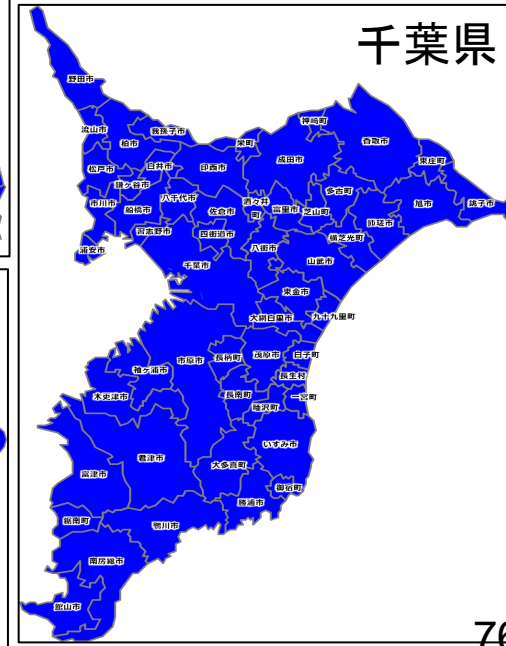 千葉県
野田市
流山市
柏市
我孫子市
松戸市
鎌ケ谷市
白井市
印西市
栄町
成田市
神崎町
香取市
東庄町
銚子市
旭市
匝瑳市
多古町
横芝光町
芝山町
富里市
酒々井
町
佐倉市
八千代市
船橋市
市川市
浦安市
習志野市
四街道市
千葉市
八街市
山武市
東金市
九十九里町
大網白里市
茂原市
白子町
長生村
一宮町
睦沢町
長南町
長柄町
市原市
袖ケ浦市
木更津市
君津市
富津市
いすみ市
大多喜町
御宿町
勝浦市
鴨川市
鋸南町
南房総市
館山市